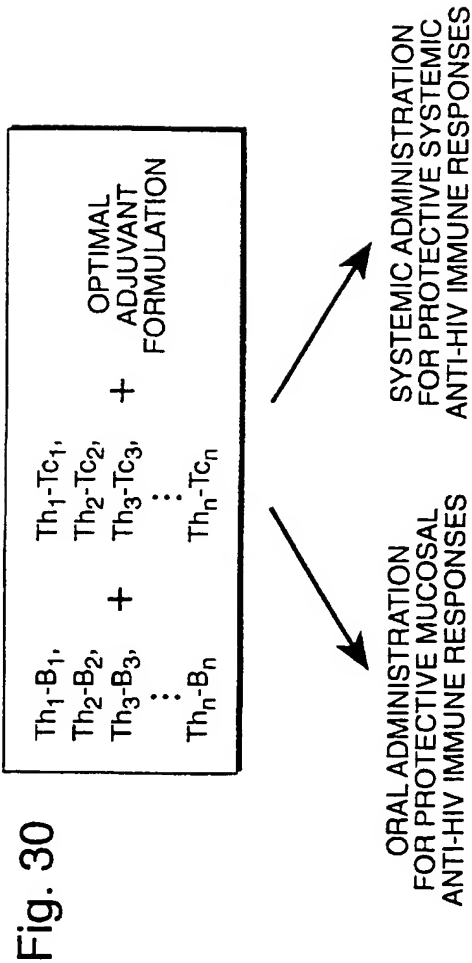 Fig. 30
Th₁-B₁,
Th₂-B₂,
Th₃-B₃,
⋮
Thₙ-Bₙ
+
Th₁-Tc₁,
Th₂-Tc₂,
Th₃-Tc₃,
⋮
Thₙ-Tcₙ
+
OPTIMAL
ADJUVANT
FORMULATION
ORAL ADMINISTRATION
FOR PROTECTIVE MUCOSAL
ANTI-HIV IMMUNE RESPONSES
SYSTEMIC ADMINISTRATION
FOR PROTECTIVE SYSTEMIC
ANTI-HIV IMMUNE RESPONSES